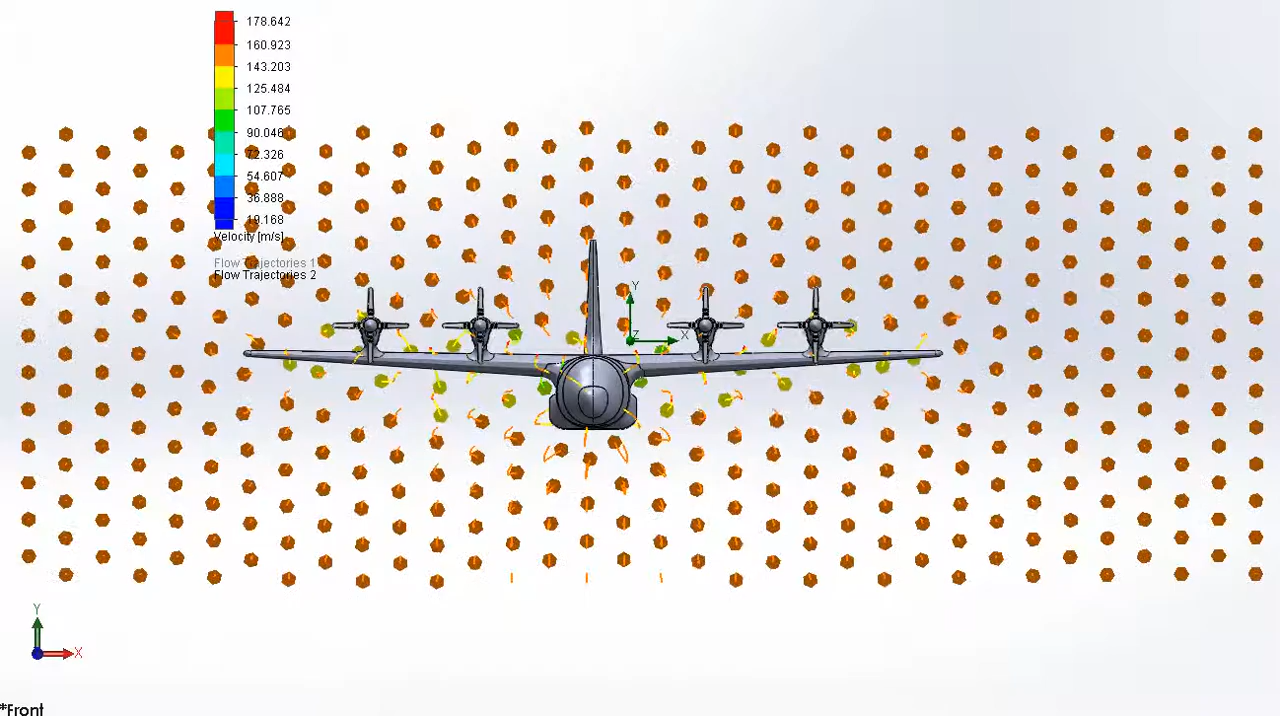 178.642
160.923
143.203
125.484
107.765
90.046
72.326
54.607
36.888
19.168
Velocity [m/s]
Flow Trajectories 1
Flow Trajectories 2
Y
X
Z
Y
X
*Front